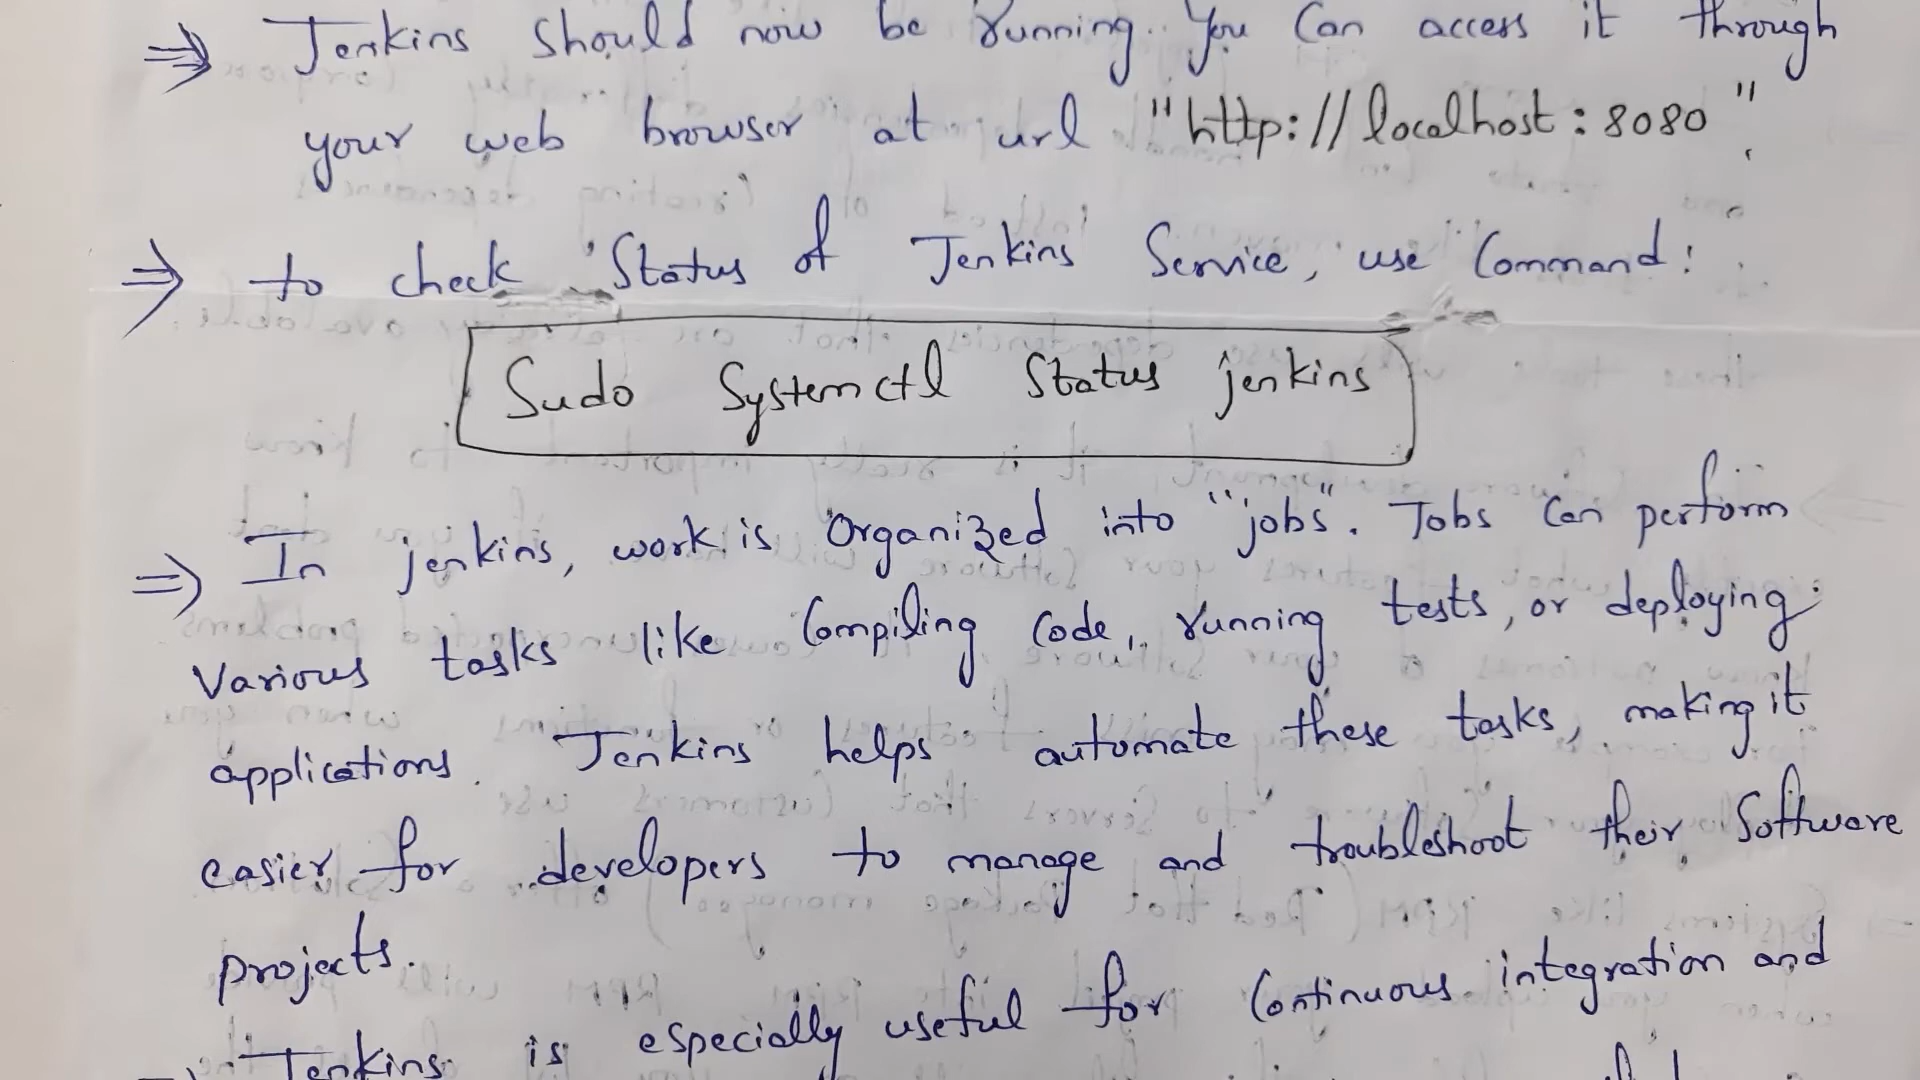 ⇒ Jenkins should now be running. You Can access it through
your web browser at url "http://localhost:8080".
⇒ to check Status of Jenkins Service, use Command:
Sudo Systemctl Status jenkins
⇒ In jenkins, work is Organized into "jobs". Jobs Can perform
Various tasks like Compiling Code, running tests, or deploying
applications. Jenkins helps automate these tasks, making it
easier for developers to manage and troubleshoot their Software
projects.
⇒ Jenkins is especially useful for Continuous integration and